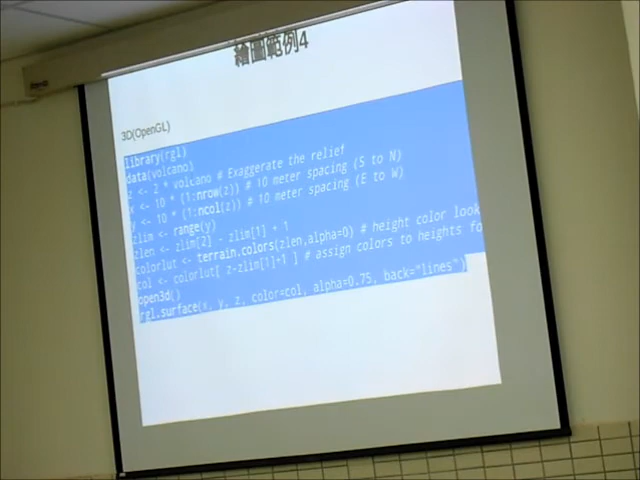 繪圖範例4
3D(OpenGL)
library(rgl)
data(volcano)
z <- 2 * volcano # Exaggerate the relief
x <- 10 * (1:nrow(z)) # 10 meter spacing (S to N)
y <- 10 * (1:ncol(z)) # 10 meter spacing (E to W)
zlim <- range(y)
zlen <- zlim[2] - zlim[1] + 1
colorlut <- terrain.colors(zlen,alpha=0) # height color look
col <- colorlut[ z-zlim[1]+1 ] # assign colors to heights fo
open3d()
rgl.surface(x, y, z, color=col, alpha=0.75, back="lines")